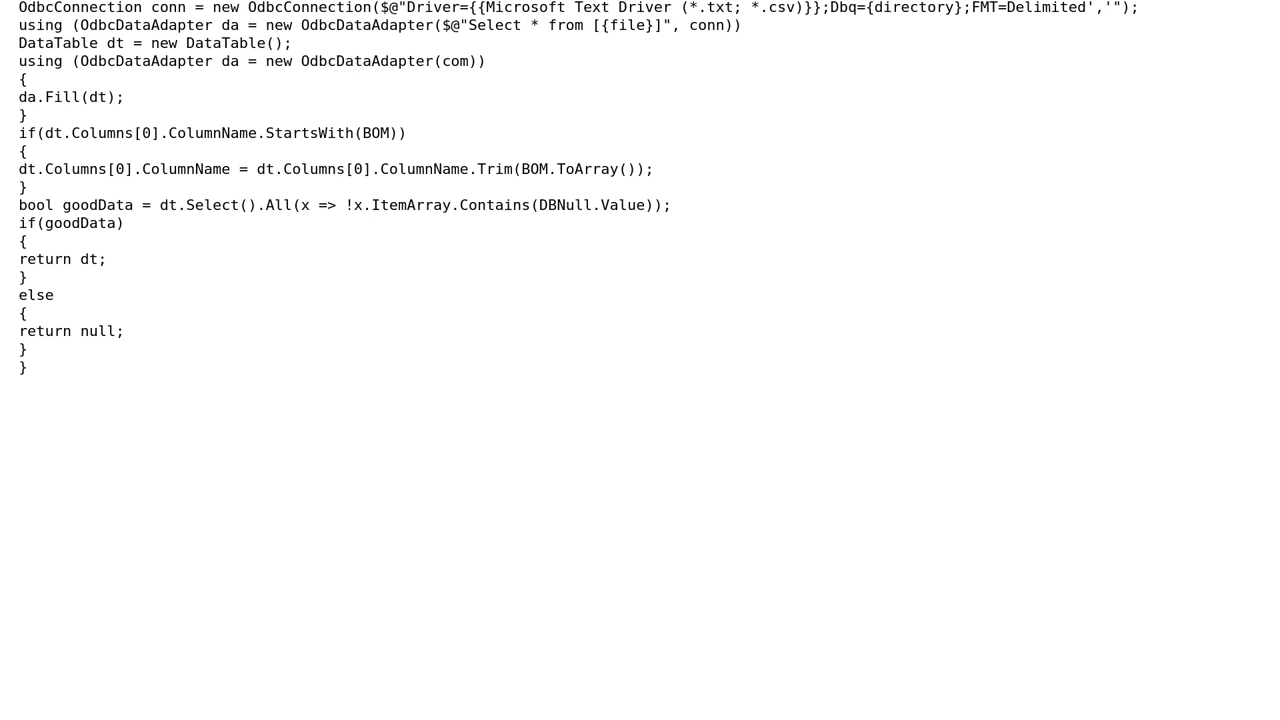 OdbcConnection conn = new OdbcConnection($@"Driver={{Microsoft Text Driver (*.txt; *.csv)}};Dbq={directory};FMT=Delimited','");
using (OdbcDataAdapter da = new OdbcDataAdapter($@"Select * from [{file}]", conn))
DataTable dt = new DataTable();
using (OdbcDataAdapter da = new OdbcDataAdapter(com))
{
da.Fill(dt);
}
if(dt.Columns[0].ColumnName.StartsWith(BOM))
{
dt.Columns[0].ColumnName = dt.Columns[0].ColumnName.Trim(BOM.ToArray());
}
bool goodData = dt.Select().All(x => !x.ItemArray.Contains(DBNull.Value));
if(goodData)
{
return dt;
}
else
{
return null;
}
}